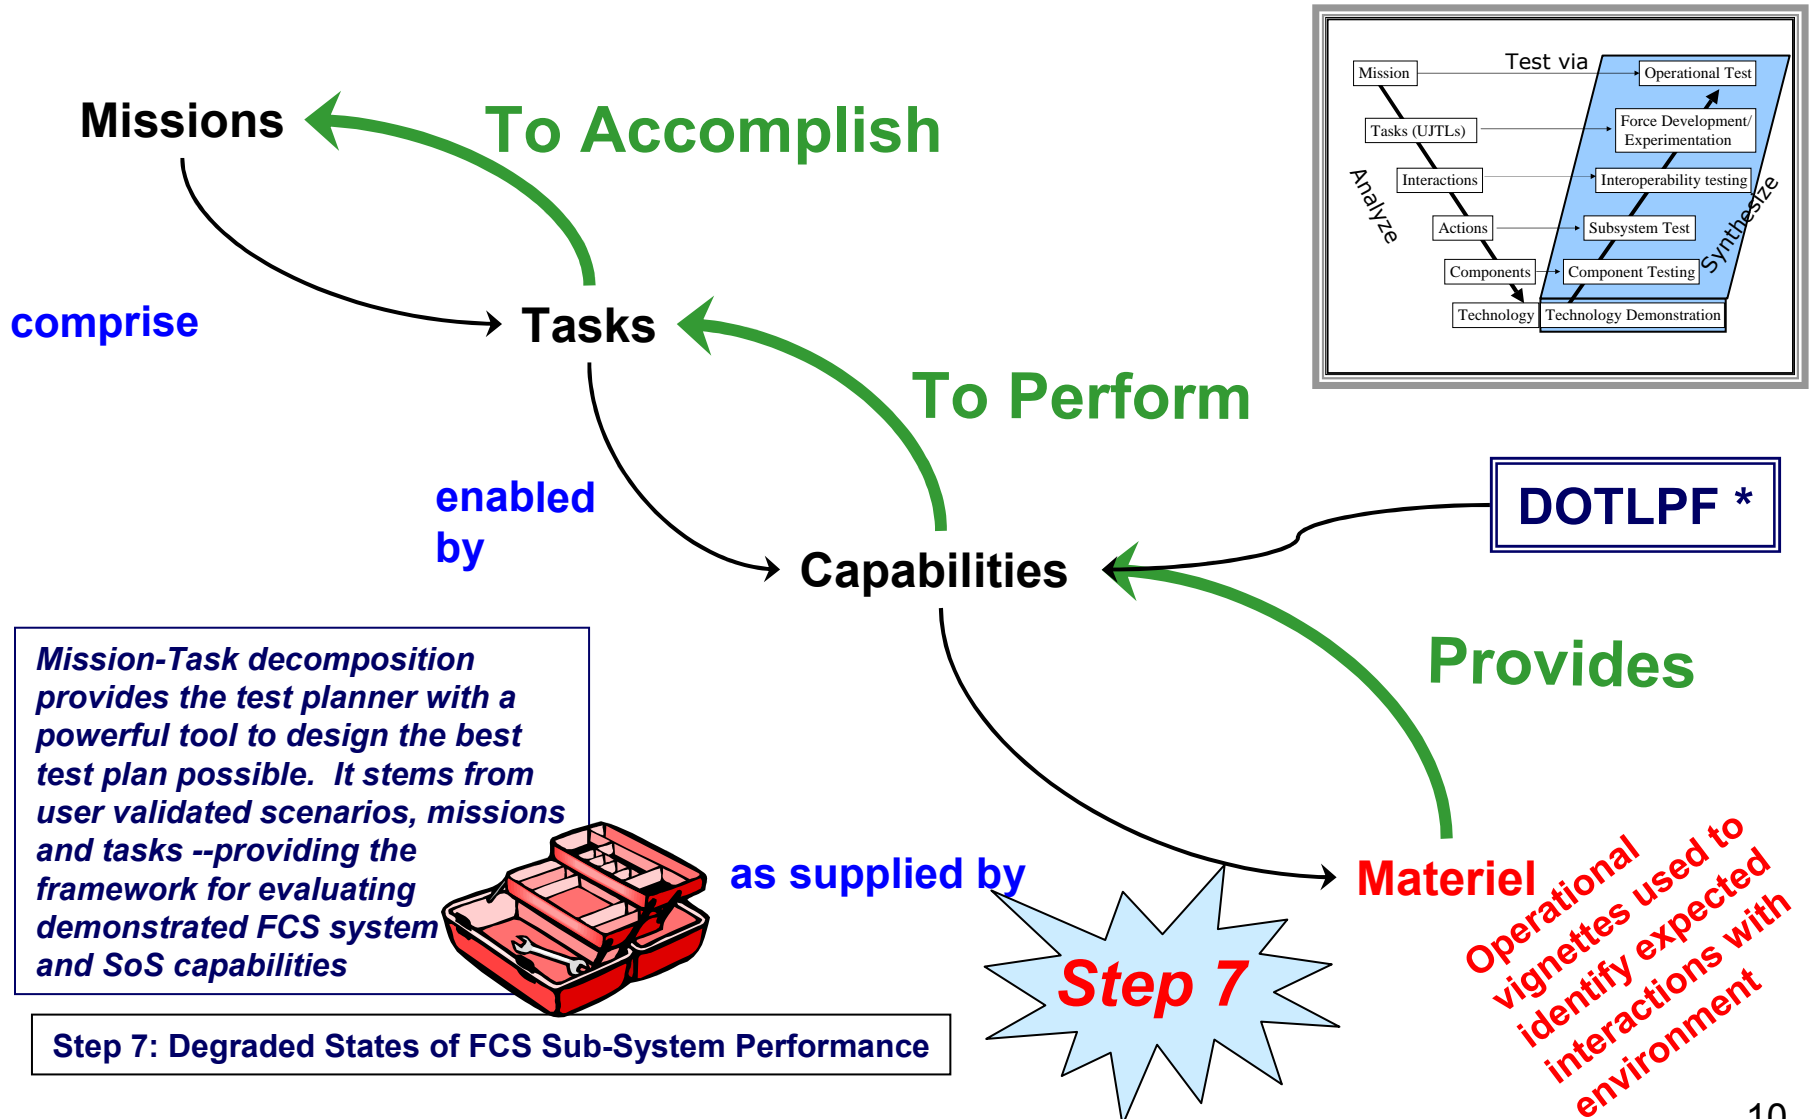 Missions
To Accomplish
comprise
Tasks
To Perform
enabled
by
Capabilities
DOTLPF *
Provides
as supplied by
Materiel
Mission
Test via
Operational Test
Tasks (UJTLs)
Force Development/
Experimentation
Interactions
Interoperability testing
Analyze
Actions
Subsystem Test
Synthesize
Components
Component Testing
Technology
Technology Demonstration
Mission-Task decomposition
provides the test planner with a
powerful tool to design the best
test plan possible.  It stems from
user validated scenarios, missions
and tasks --providing the
framework for evaluating
demonstrated FCS system
and SoS capabilities
Step 7
Operational
vignettes used to
identify expected
interactions with
environment
Step 7: Degraded States of FCS Sub-System Performance
10